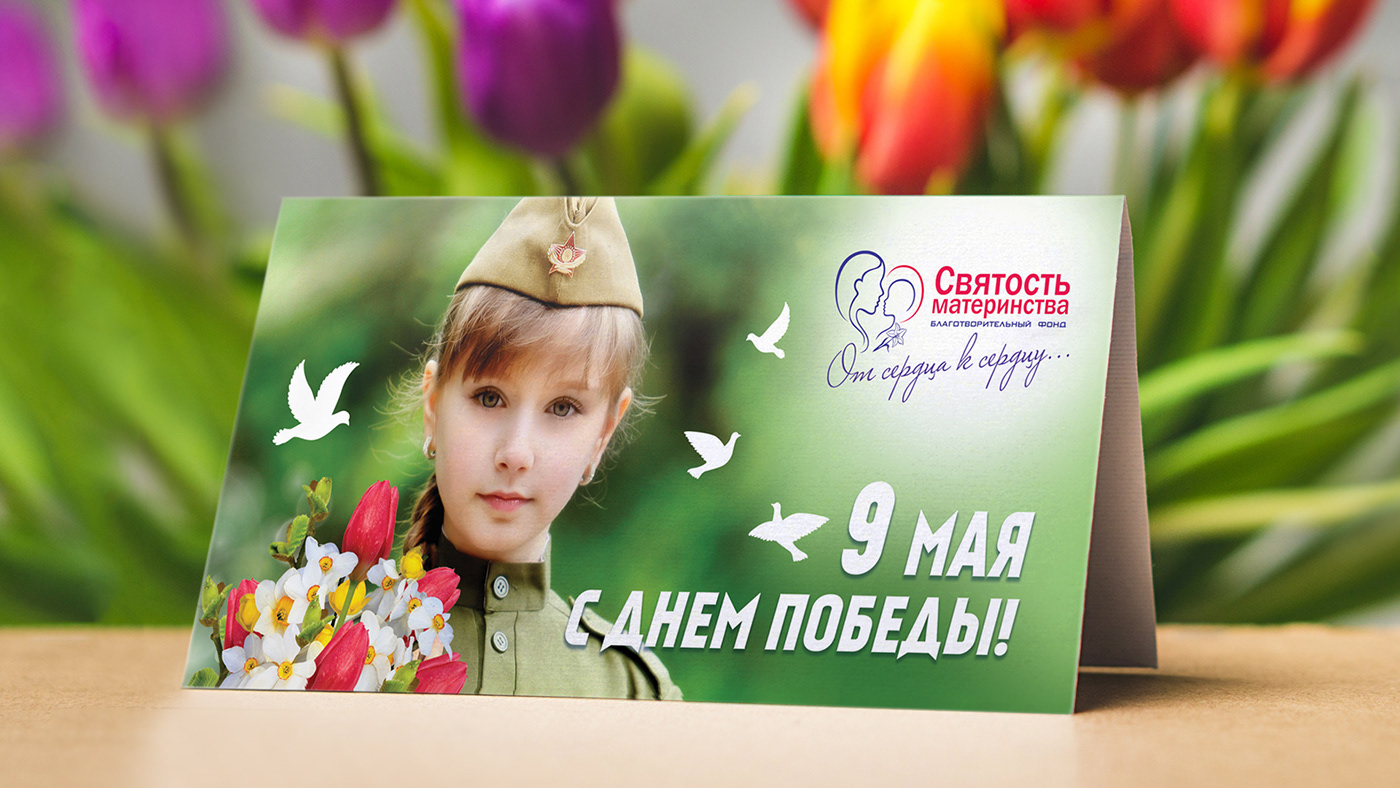 Святость
материнства
БЛАГОТВОРИТЕЛЬНЫЙ ФОНД
От сердца к сердцу...
9 МАЯ
С ДНЕМ ПОБЕДЫ!